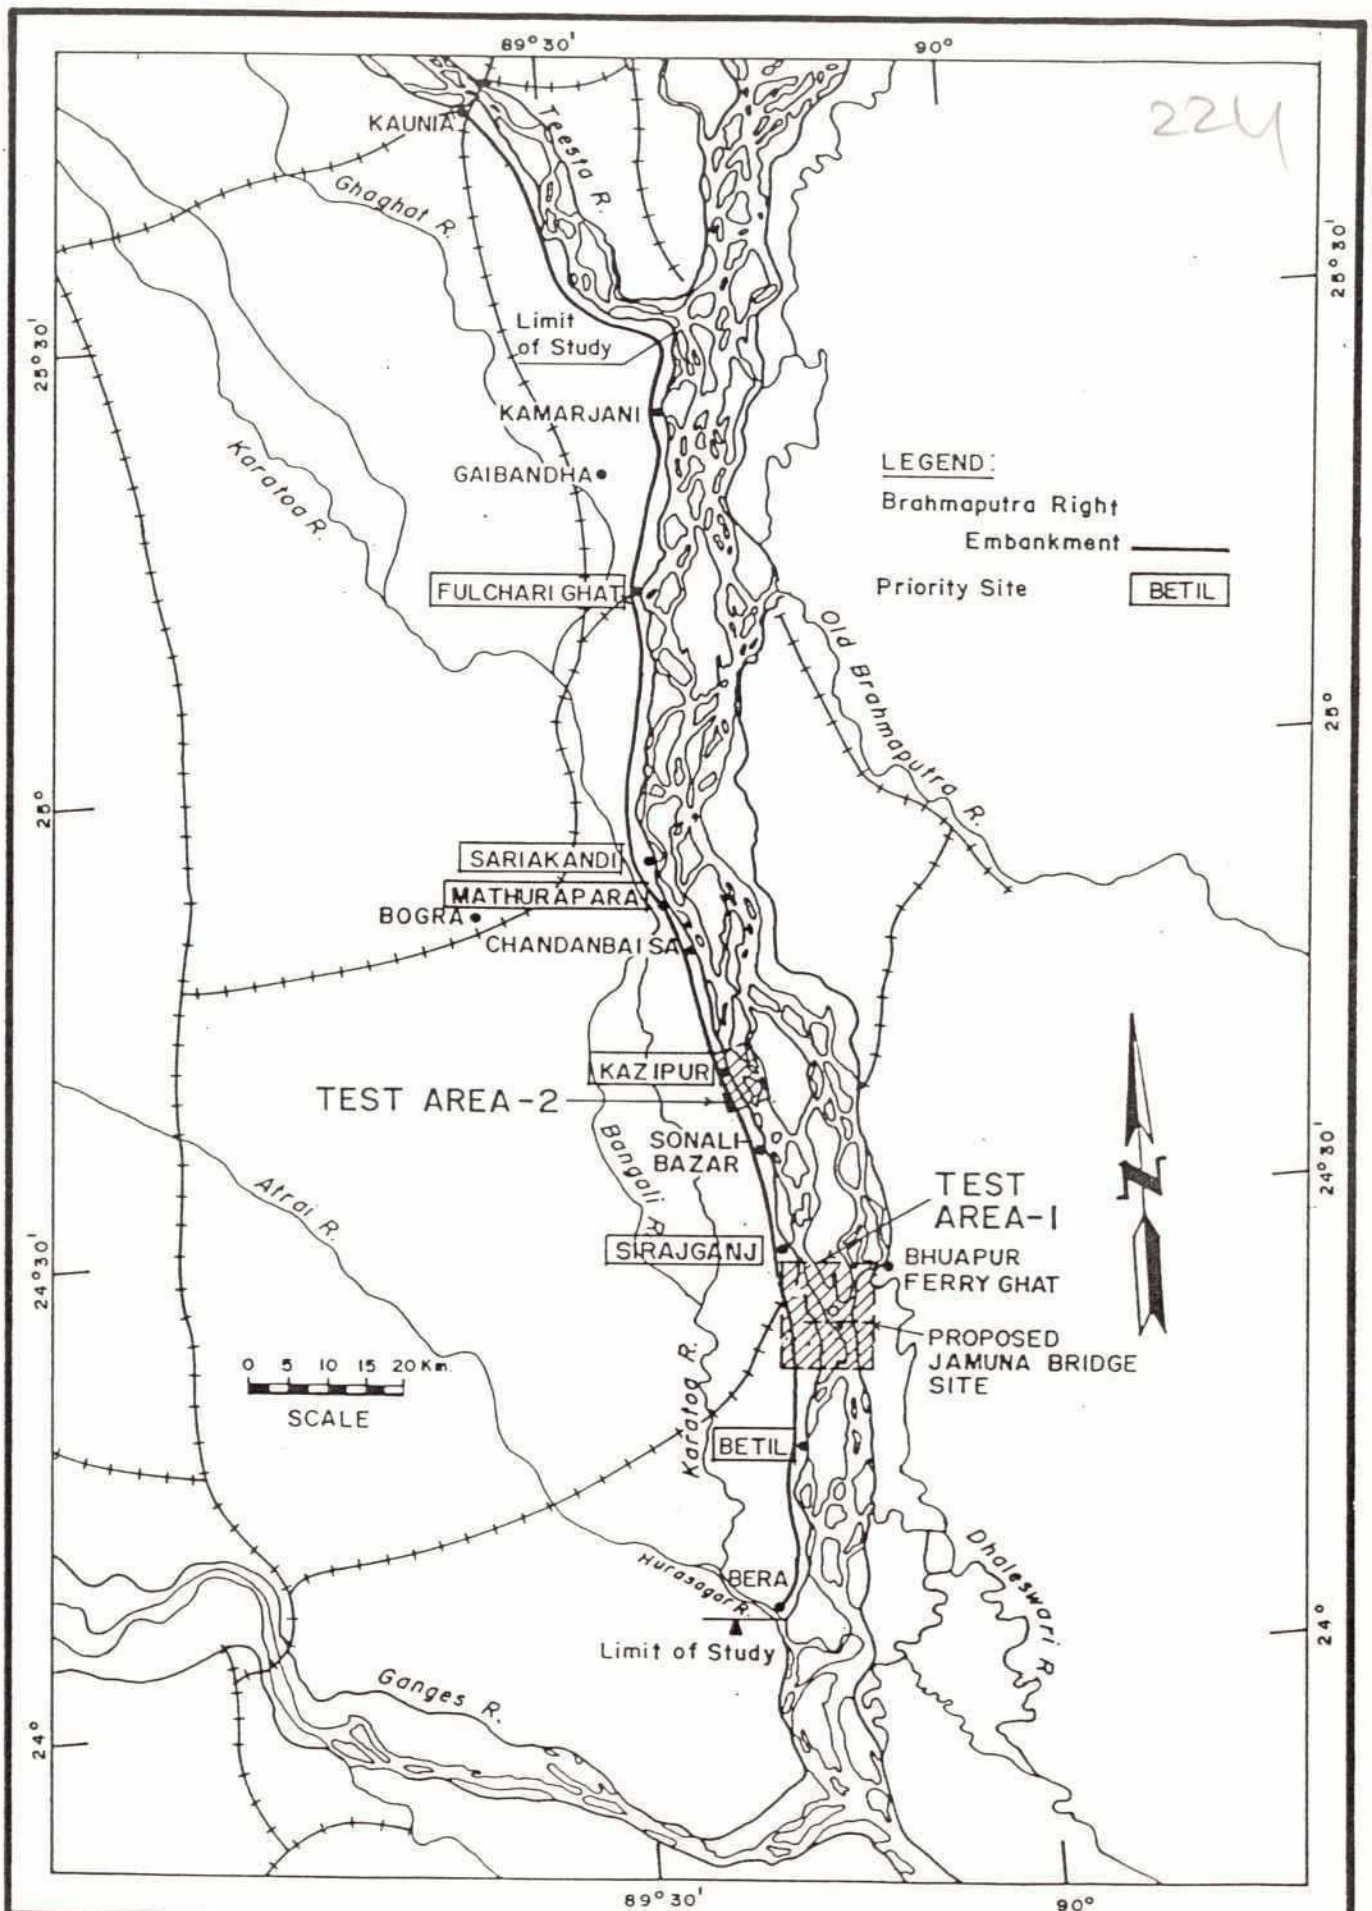 89°30'
90°
224
KAUNIA
Teesta R.
Ghaghat R.
25°30'
25°30'
Limit
of Study
KAMARJANI
GAIBANDHA
Karatoa R.
LEGEND:
Brahmaputra Right
Embankment
Priority Site
BETIL
FULCHARI GHAT
Old Brahmaputra R.
25°
25°
SARIAKANDI
MATHURAPARA
BOGRA
CHANDANBAISA
KAZIPUR
TEST AREA-2
SONALI
BAZAR
Bangali R.
Atrai R.
24°30'
24°30'
TEST
AREA-1
SIRAJGANJ
BHUAPUR
FERRY GHAT
PROPOSED
JAMUNA BRIDGE
SITE
0 5 10 15 20 Km.
SCALE
Karatoa R.
BETIL
N
Hurasagar R.
BERA
Dhaleswari R.
Limit of Study
24°
24°
Ganges R.
89°30'
90°